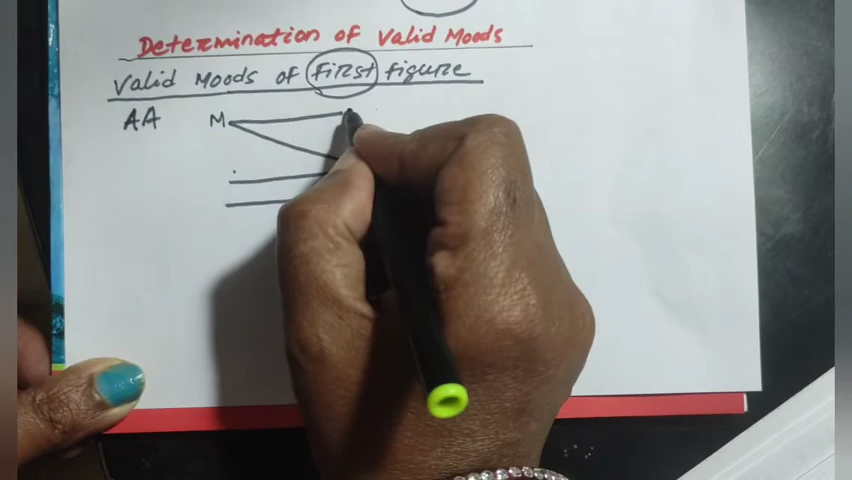 Determination of Valid Moods
Valid Moods of first figure
AA M